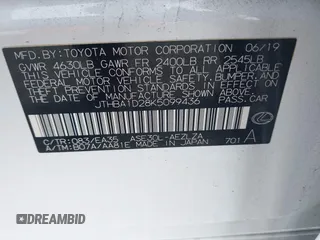 MFD. BY: TOYOTA MOTOR CORPORATION 06/19
GVWR 4630LB GAWR FR 2400LB RR 2545LB
THIS VEHICLE CONFORMS TO ALL APPLICABLE
FEDERAL MOTOR VEHICLE SAFETY, BUMPER, AND
THEFT PREVENTION STANDARDS IN EFFECT ON
THE DATE OF MANUFACTURE SHOWN ABOVE.
JTHBA1D28K5099436 PASS. CAR
C/TR: 083/EA35 ASE30L-AEZLZA
A/TM: B07A/AA81E MADE IN JAPAN 701 A
DEALERSHIP C.COM